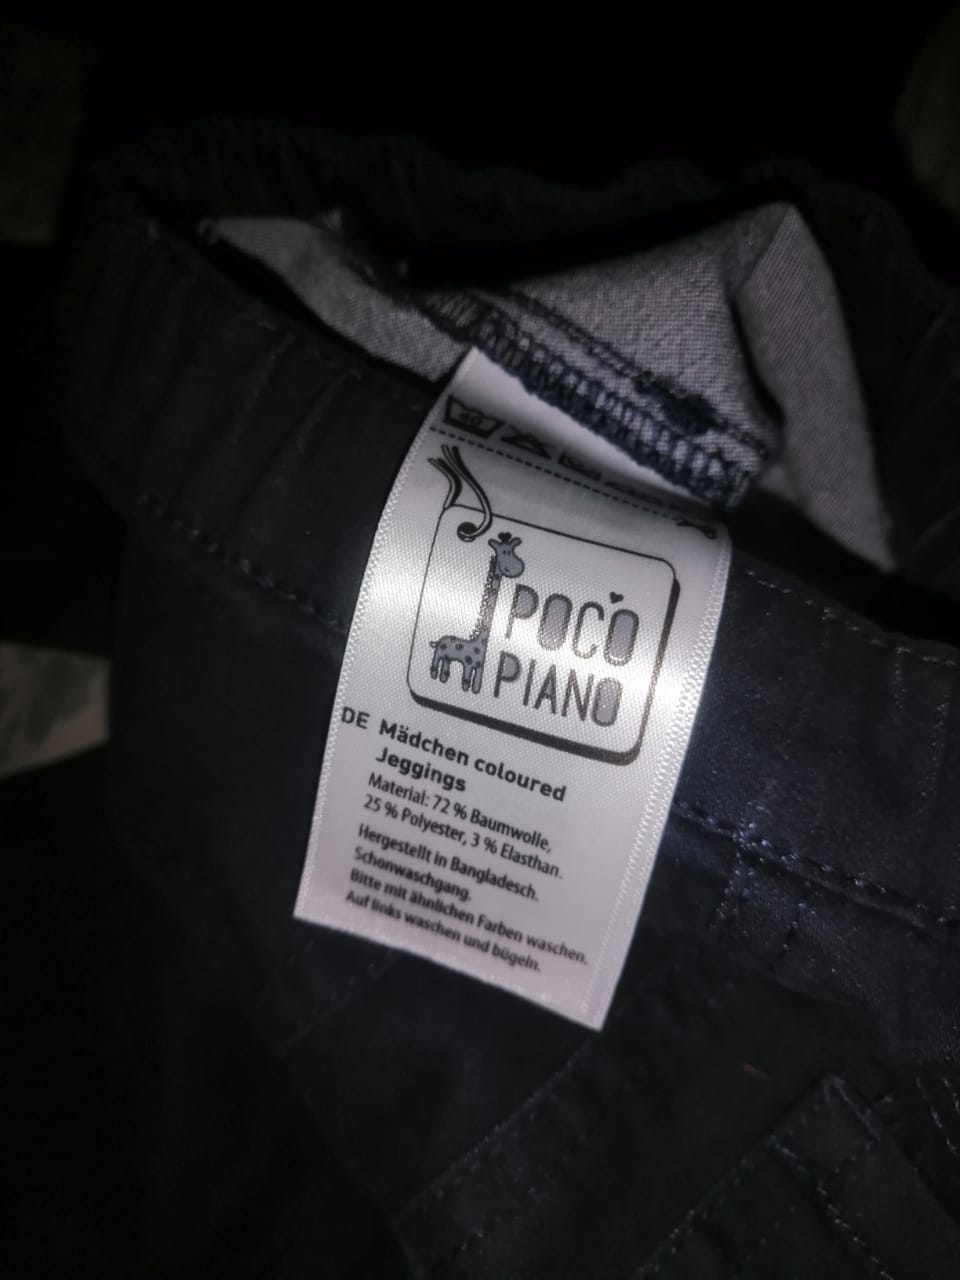 40
POCO
PIANO
DE Mädchen coloured
Jeggings
Material: 72 % Baumwolle,
25 % Polyester, 3 % Elasthan.
Hergestellt in Bangladesch.
Schonwaschgang.
Bitte mit ähnlichen Farben waschen.
Auf links waschen und bügeln.